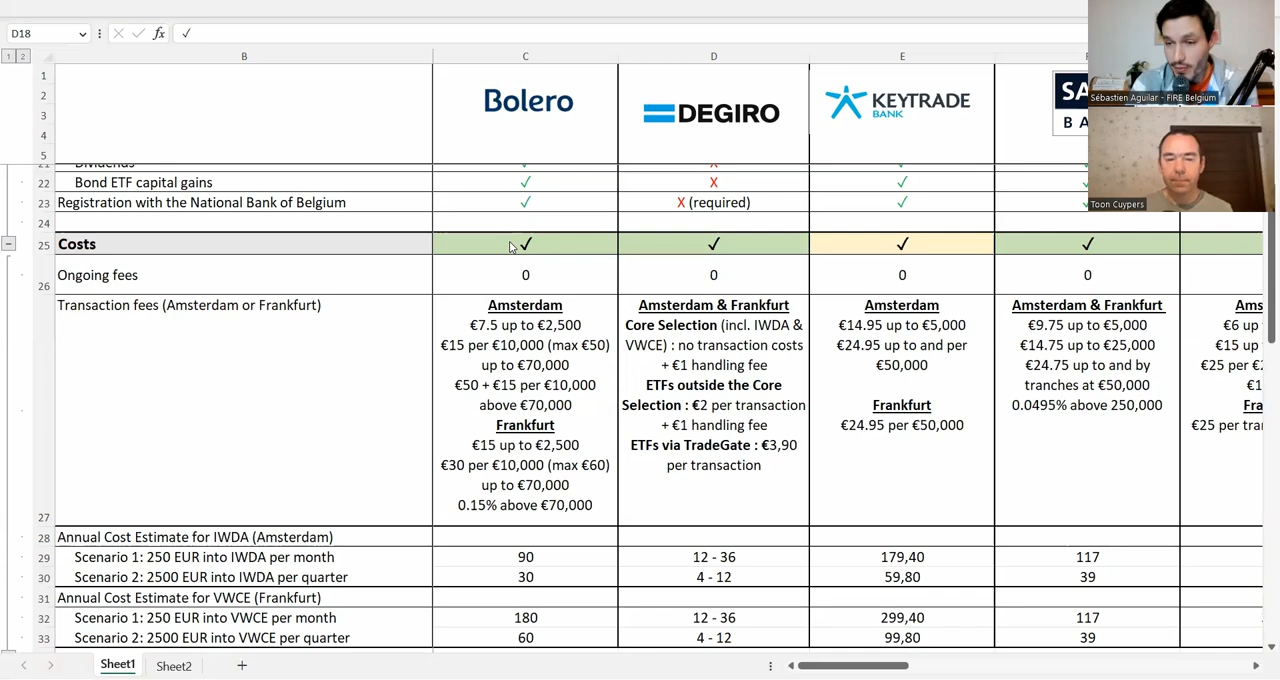 D18
fx
✓
1 2
B
C
D
E
1
2
3
4
5
Bolero
DEGIRO
KEYTRADE
BANK
SA
B A
Sébastien Aguilar - FIRE Belgium
Toon Cuypers
21 Dividends ✓ X ✓
22 Bond ETF capital gains ✓ X ✓
23 Registration with the National Bank of Belgium ✓ X (required) ✓
24
25 Costs ✓ ✓ ✓ ✓
26 Ongoing fees 0 0 0 0
27 Transaction fees (Amsterdam or Frankfurt)
Amsterdam
€7.5 up to €2,500
€15 per €10,000 (max €50)
up to €70,000
€50 + €15 per €10,000
above €70,000
Frankfurt
€15 up to €2,500
€30 per €10,000 (max €60)
up to €70,000
0.15% above €70,000
Amsterdam & Frankfurt
Core Selection (incl. IWDA &
VWCE) : no transaction costs
+ €1 handling fee
ETFs outside the Core
Selection : €2 per transaction
+ €1 handling fee
ETFs via TradeGate : €3,90
per transaction
Amsterdam
€14.95 up to €5,000
€24.95 up to and per
€50,000
Frankfurt
€24.95 per €50,000
Amsterdam & Frankfurt
€9.75 up to €5,000
€14.75 up to €25,000
€24.75 up to and by
tranches at €50,000
0.0495% above 250,000
Ams
€6 up
€15 up
€25 per €
€1
Fra
€25 per tra
28 Annual Cost Estimate for IWDA (Amsterdam)
29 Scenario 1: 250 EUR into IWDA per month 90 12 - 36 179,40 117
30 Scenario 2: 2500 EUR into IWDA per quarter 30 4 - 12 59,80 39
31 Annual Cost Estimate for VWCE (Frankfurt)
32 Scenario 1: 250 EUR into VWCE per month 180 12 - 36 299,40 117
33 Scenario 2: 2500 EUR into VWCE per quarter 60 4 - 12 99,80 39
Sheet1 Sheet2 +